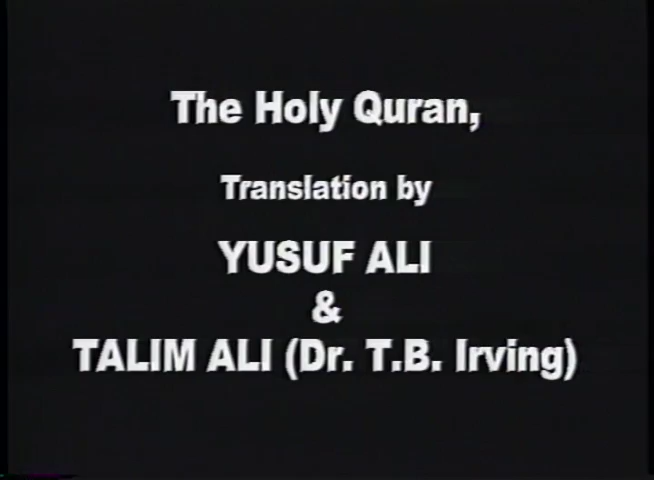 The Holy Quran,
Translation by
YUSUF ALI
&
TALIM ALI (Dr. T.B. Irving)